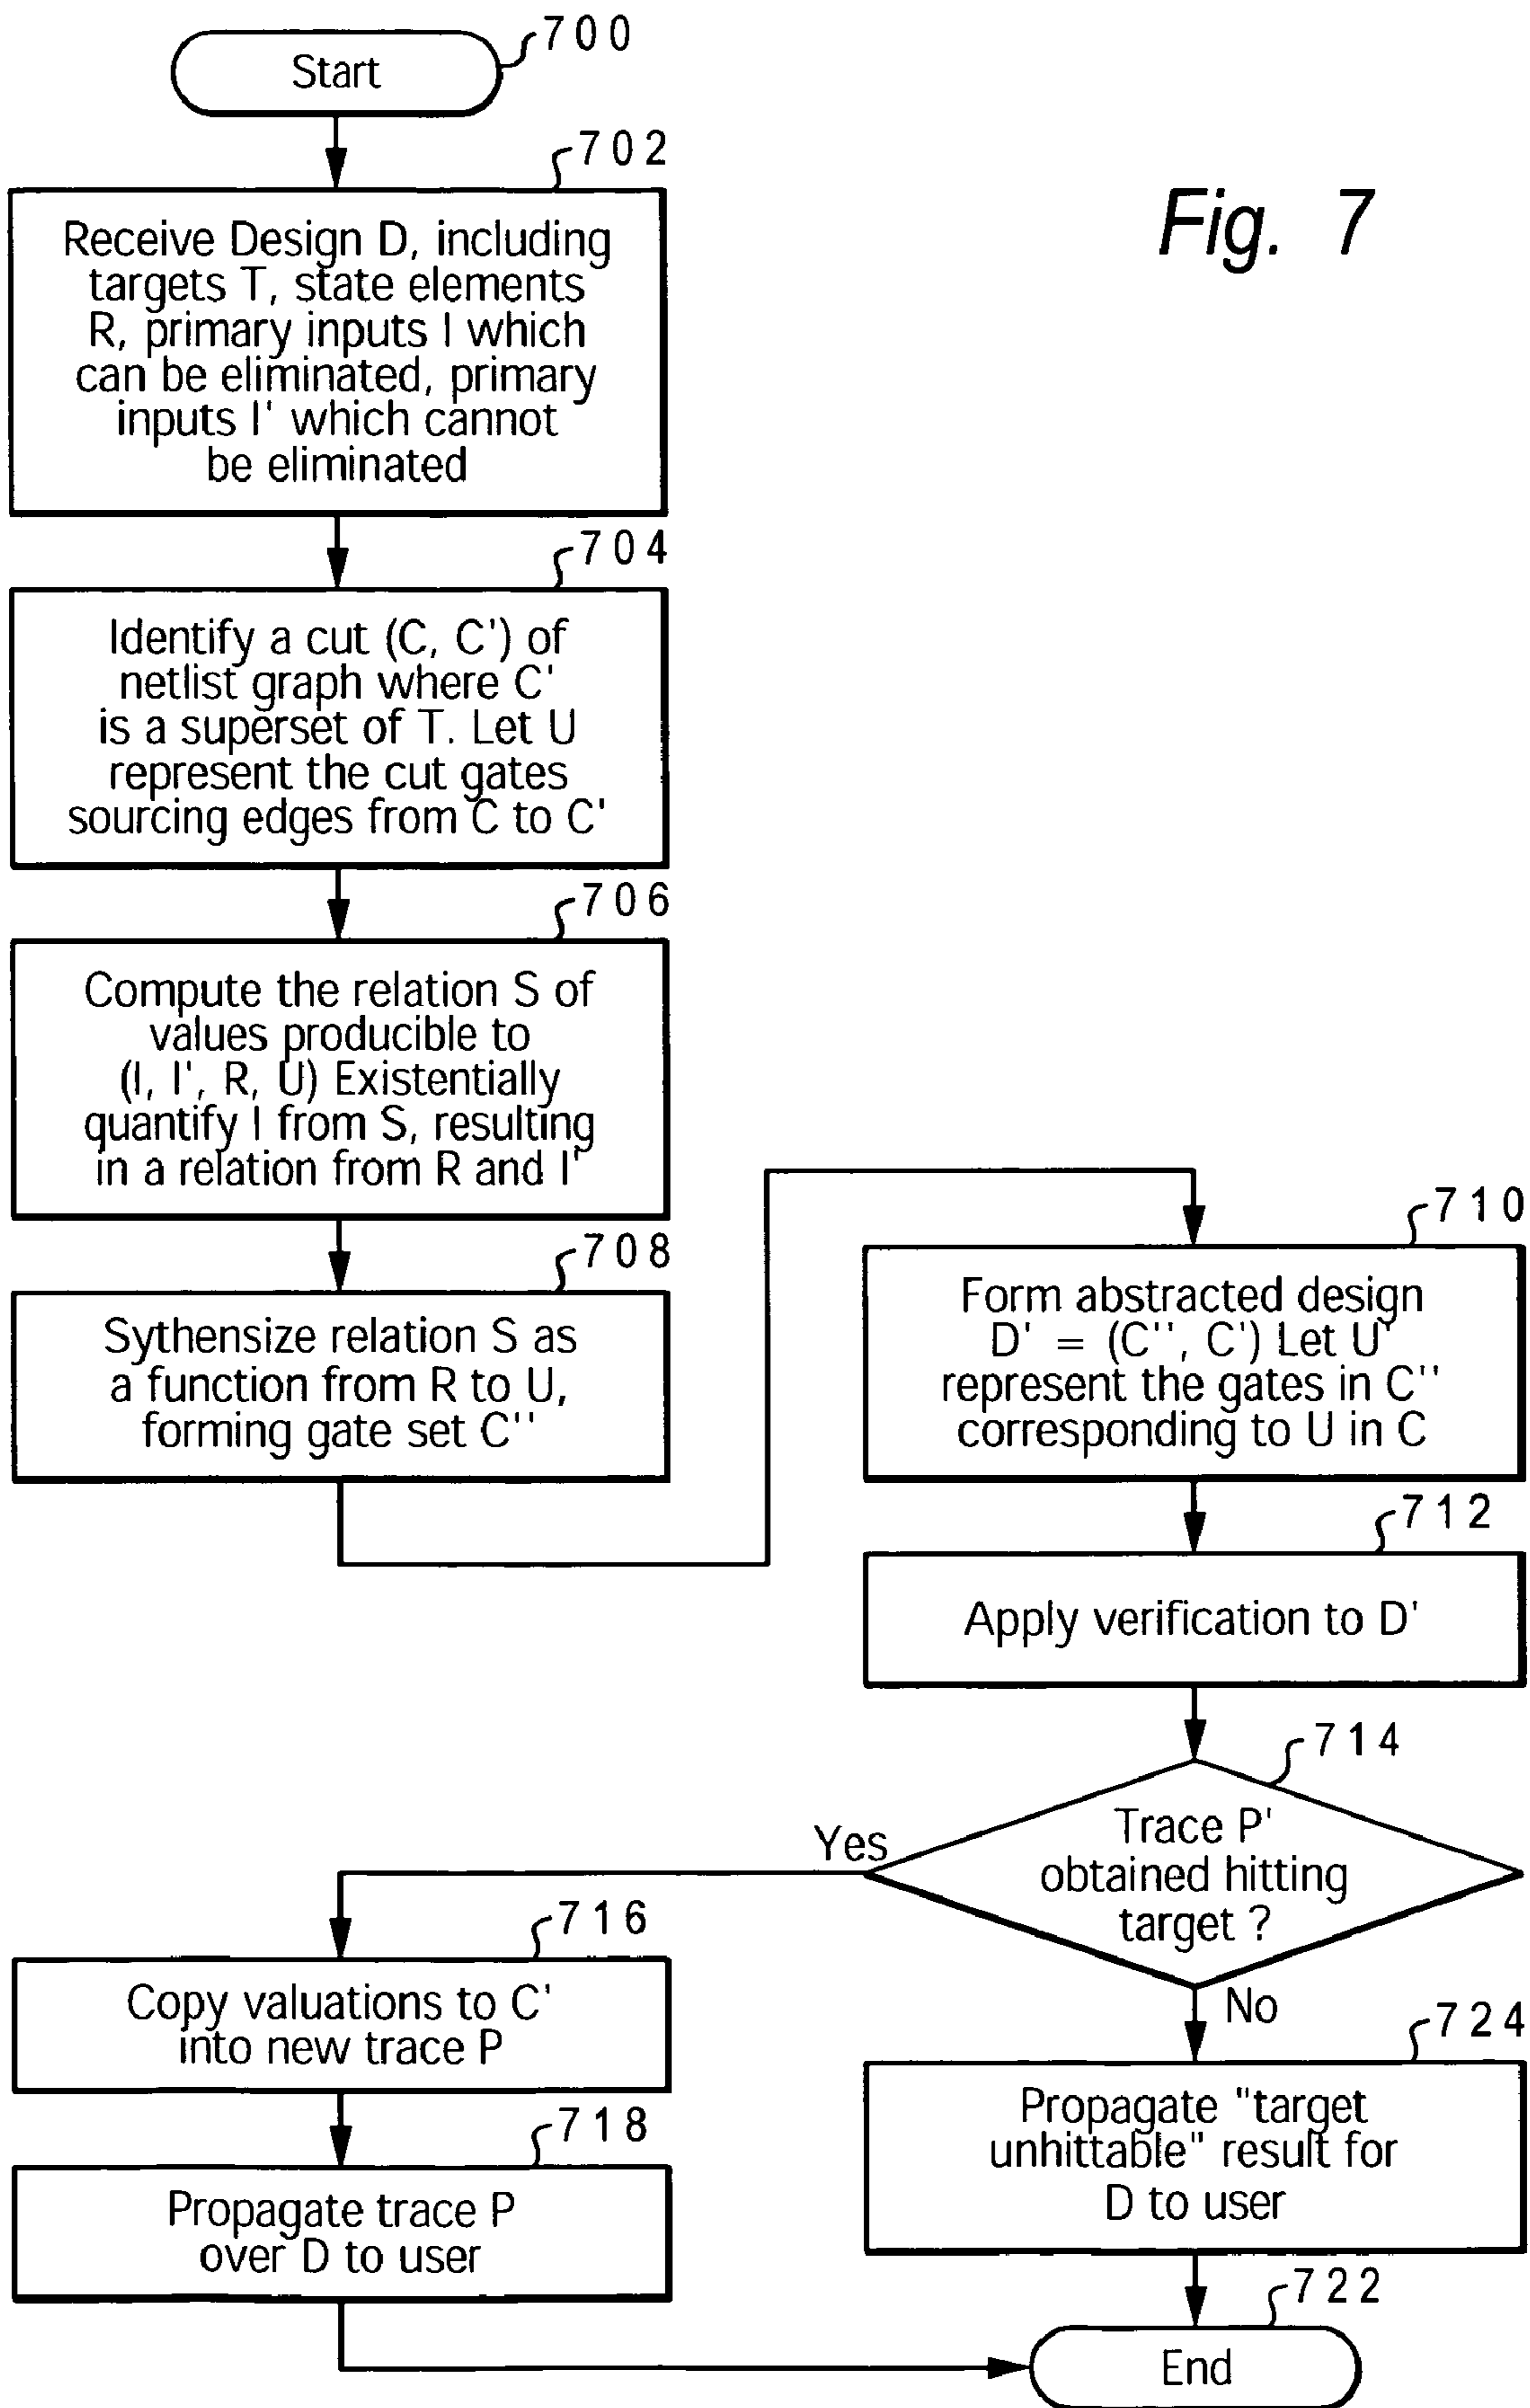 700
Start
702
Receive Design D, including
targets T, state elements
R, primary inputs I which
can be eliminated, primary
inputs I' which cannot
be eliminated
Fig. 7
704
Identify a cut (C, C') of
netlist graph where C'
is a superset of T. Let U
represent the cut gates
sourcing edges from C to C'
706
Compute the relation S of
values producible to
(I, I', R, U) Existentially
quantify I from S, resulting
in a relation from R and I'
708
Sythensize relation S as
a function from R to U,
forming gate set C''
710
Form abstracted design
D' = (C'', C') Let U'
represent the gates in C''
corresponding to U in C
712
Apply verification to D'
714
Trace P'
obtained hitting
target ?
Yes
No
716
Copy valuations to C'
into new trace P
718
Propagate trace P
over D to user
724
Propagate "target
unhittable" result for
D to user
722
End